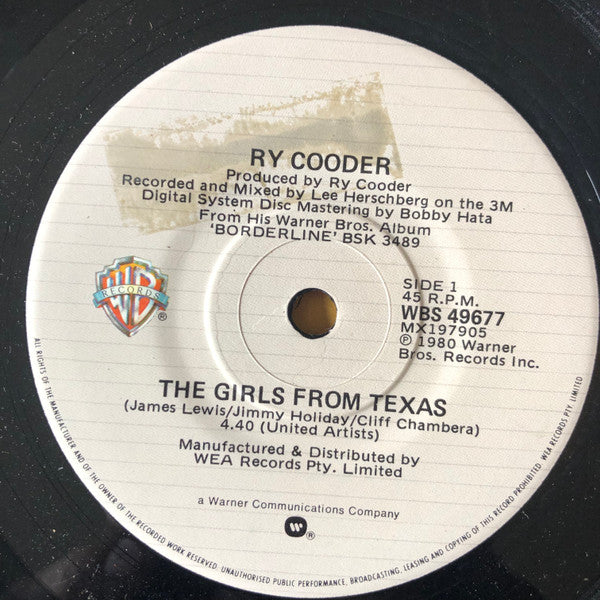 RY COODER
Produced by Ry Cooder
Recorded and Mixed by Lee Herschberg on the 3M
Digital System Disc Mastering by Bobby Hata
From His Warner Bros. Album
'BORDERLINE' BSK 3489
WB
RECORDS
®
SIDE 1
45 R.P.M.
WBS 49677
MX197905
℗ 1980 Warner
Bros. Records Inc.
THE GIRLS FROM TEXAS
(James Lewis/Jimmy Holiday/Cliff Chambera)
4.40 (United Artists)
Manufactured & Distributed by
WEA Records Pty. Limited
a Warner Communications Company
®
ALL RIGHTS OF THE MANUFACTURER AND OF THE OWNER OF THE RECORDED WORK RESERVED. UNAUTHORISED PUBLIC PERFORMANCE, BROADCASTING, LEASING AND COPYING OF THIS RECORD PROHIBITED. WEA RECORDS PTY. LIMITED